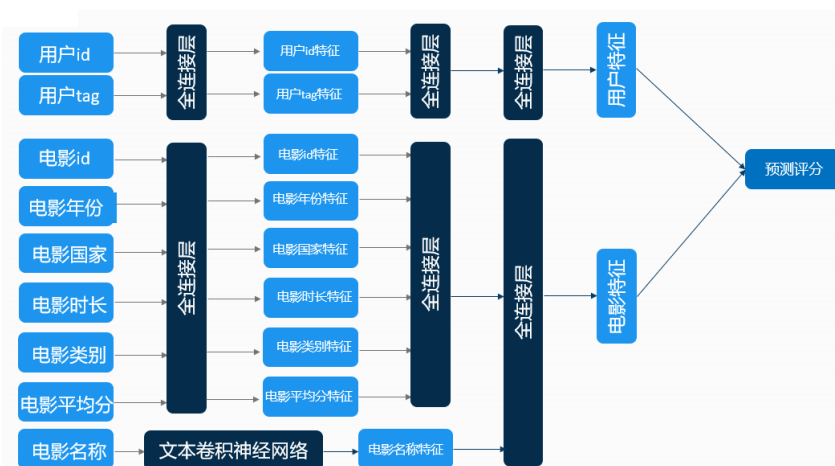 用户id
用户tag
全连接层
用户id特征
用户tag特征
全连接层
全连接层
用户特征
电影id
电影年份
电影国家
电影时长
电影类别
电影平均分
电影名称
全连接层
电影id特征
电影年份特征
电影国家特征
电影时长特征
电影类别特征
电影平均分特征
文本卷积神经网络
电影名称特征
全连接层
全连接层
电影特征
预测评分